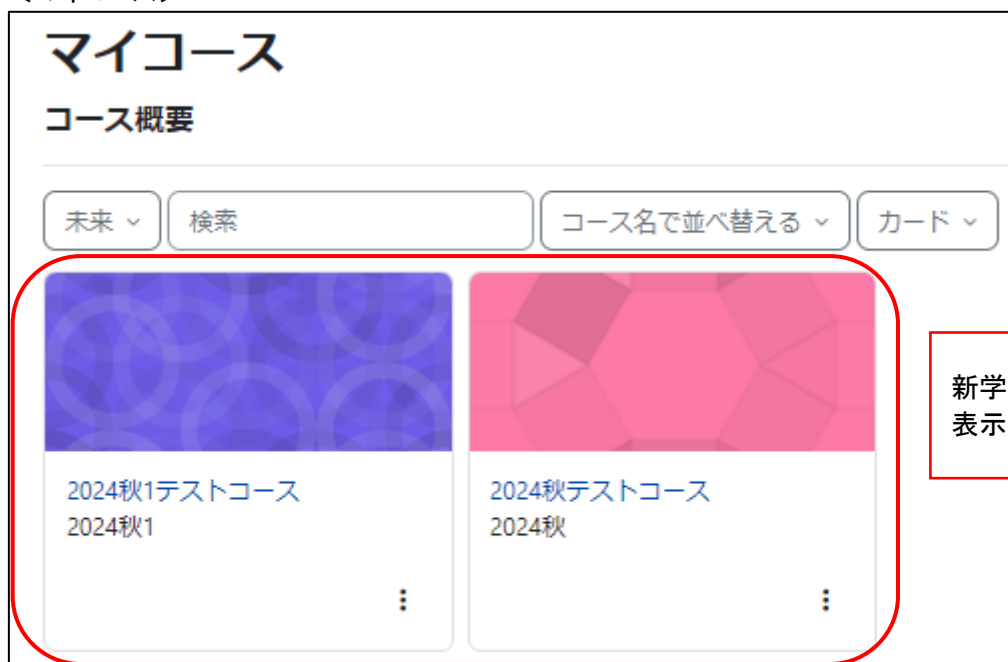 マイコース
コース概要
未来
検索
コース名で並べ替える
カード
新学
表示
2024秋1テストコース
2024秋1
2024秋テストコース
2024秋